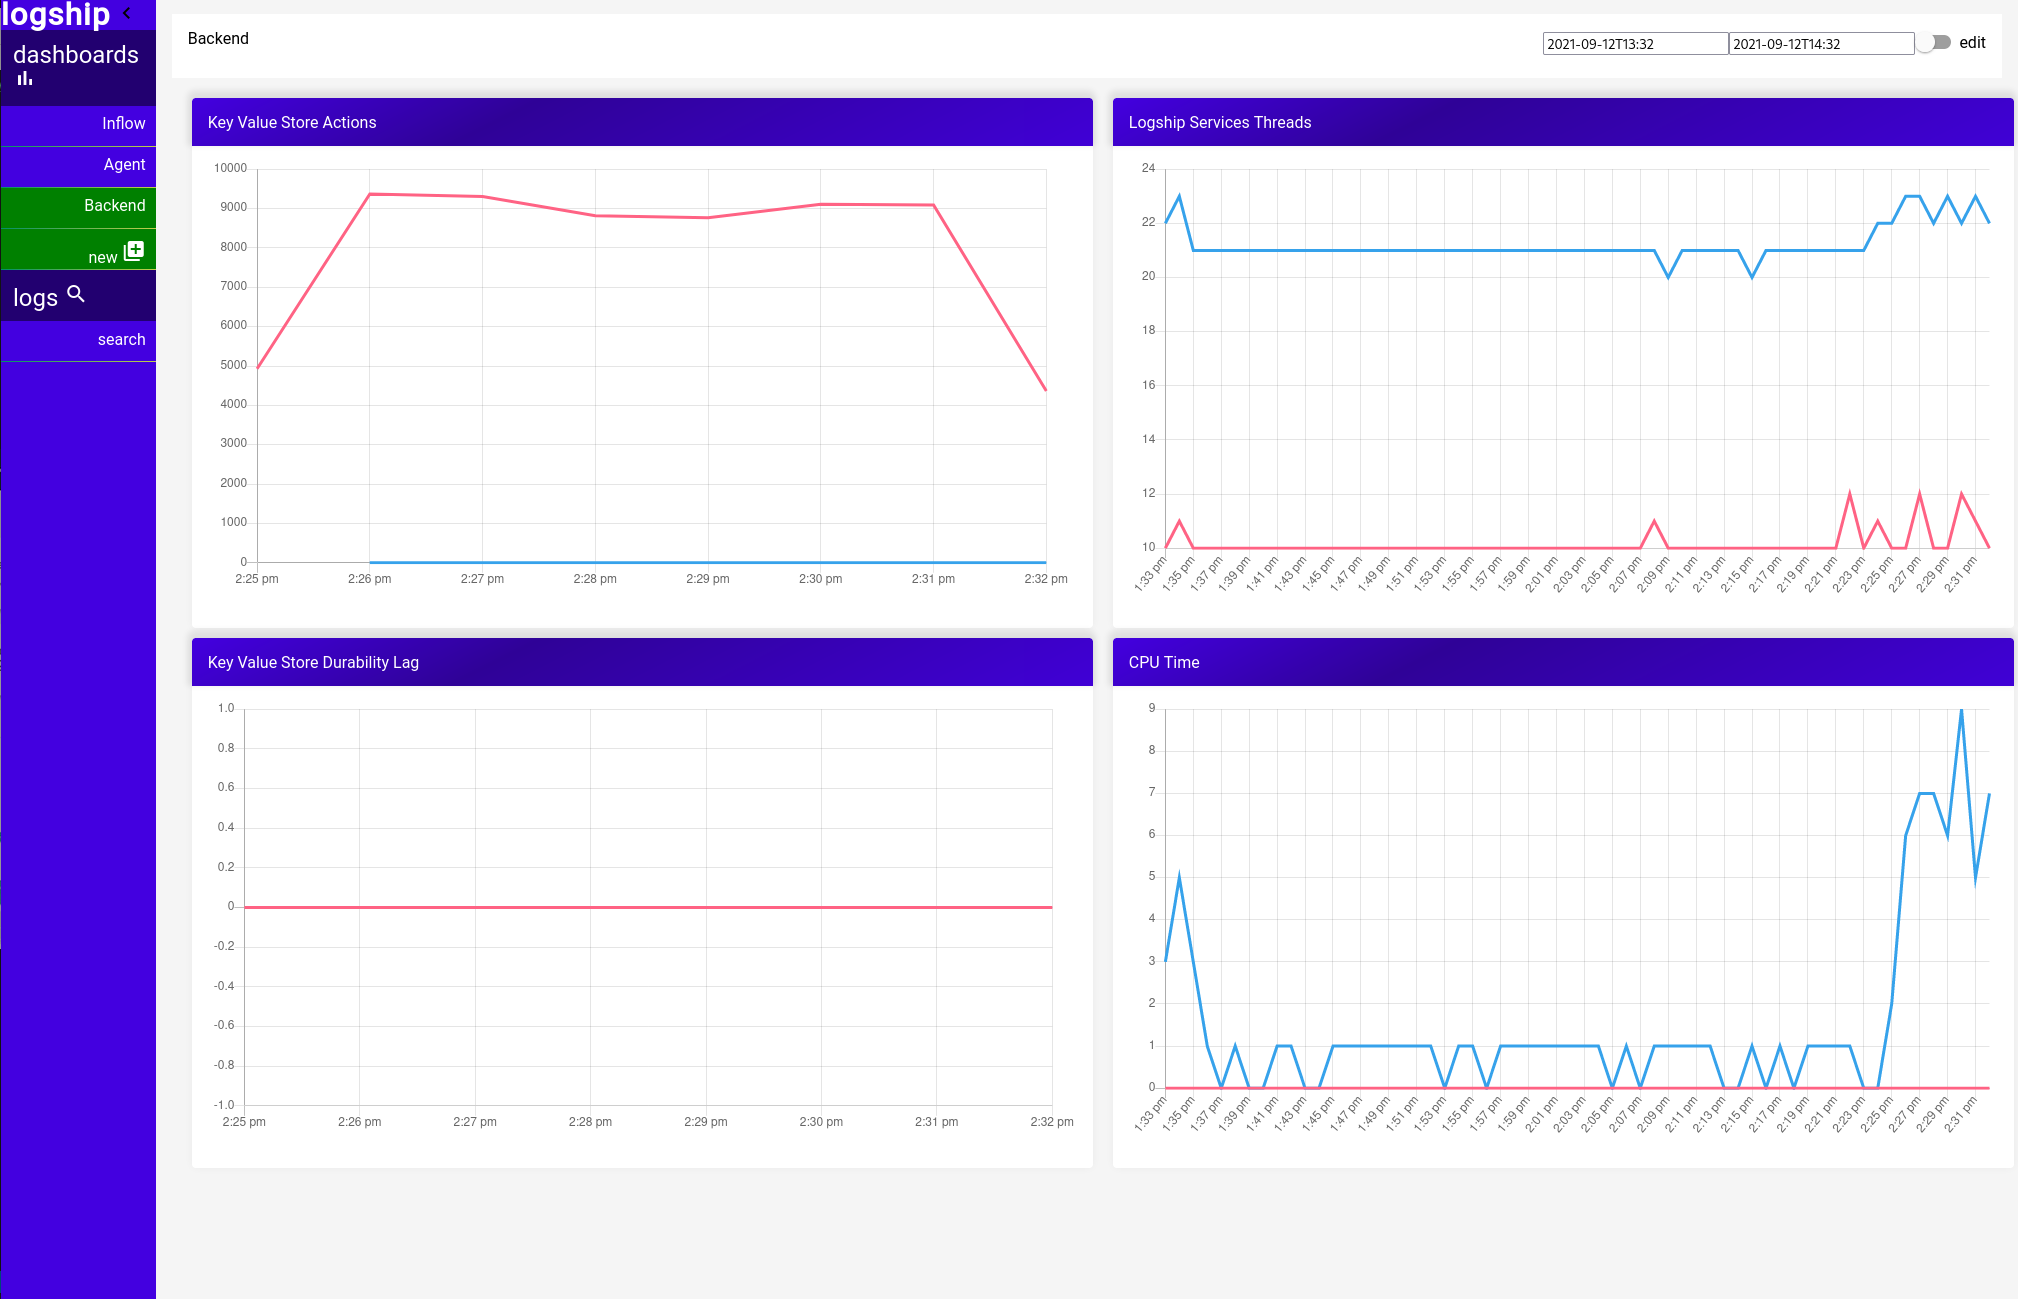 logship
dashboards
Inflow
Agent
Backend
new
logs
search
Backend
2021-09-12T13:32 2021-09-12T14:32 edit
Key Value Store Actions
10000
9000
8000
7000
6000
5000
4000
3000
2000
1000
0
2:25 pm 2:26 pm 2:27 pm 2:28 pm 2:29 pm 2:30 pm 2:31 pm 2:32 pm
Logship Services Threads
24
22
20
18
16
14
12
10
1:33 pm 1:35 pm 1:37 pm 1:39 pm 1:41 pm 1:43 pm 1:45 pm 1:47 pm 1:49 pm 1:51 pm 1:53 pm 1:55 pm 1:57 pm 1:59 pm 2:01 pm 2:03 pm 2:05 pm 2:07 pm 2:09 pm 2:11 pm 2:13 pm 2:15 pm 2:17 pm 2:19 pm 2:21 pm 2:23 pm 2:25 pm 2:27 pm 2:29 pm 2:31 pm
Key Value Store Durability Lag
1.0
0.8
0.6
0.4
0.2
0
-0.2
-0.4
-0.6
-0.8
-1.0
2:25 pm 2:26 pm 2:27 pm 2:28 pm 2:29 pm 2:30 pm 2:31 pm 2:32 pm
CPU Time
9
8
7
6
5
4
3
2
1
0
1:33 pm 1:35 pm 1:37 pm 1:39 pm 1:41 pm 1:43 pm 1:45 pm 1:47 pm 1:49 pm 1:51 pm 1:53 pm 1:55 pm 1:57 pm 1:59 pm 2:01 pm 2:03 pm 2:05 pm 2:07 pm 2:09 pm 2:11 pm 2:13 pm 2:15 pm 2:17 pm 2:19 pm 2:21 pm 2:23 pm 2:25 pm 2:27 pm 2:29 pm 2:31 pm